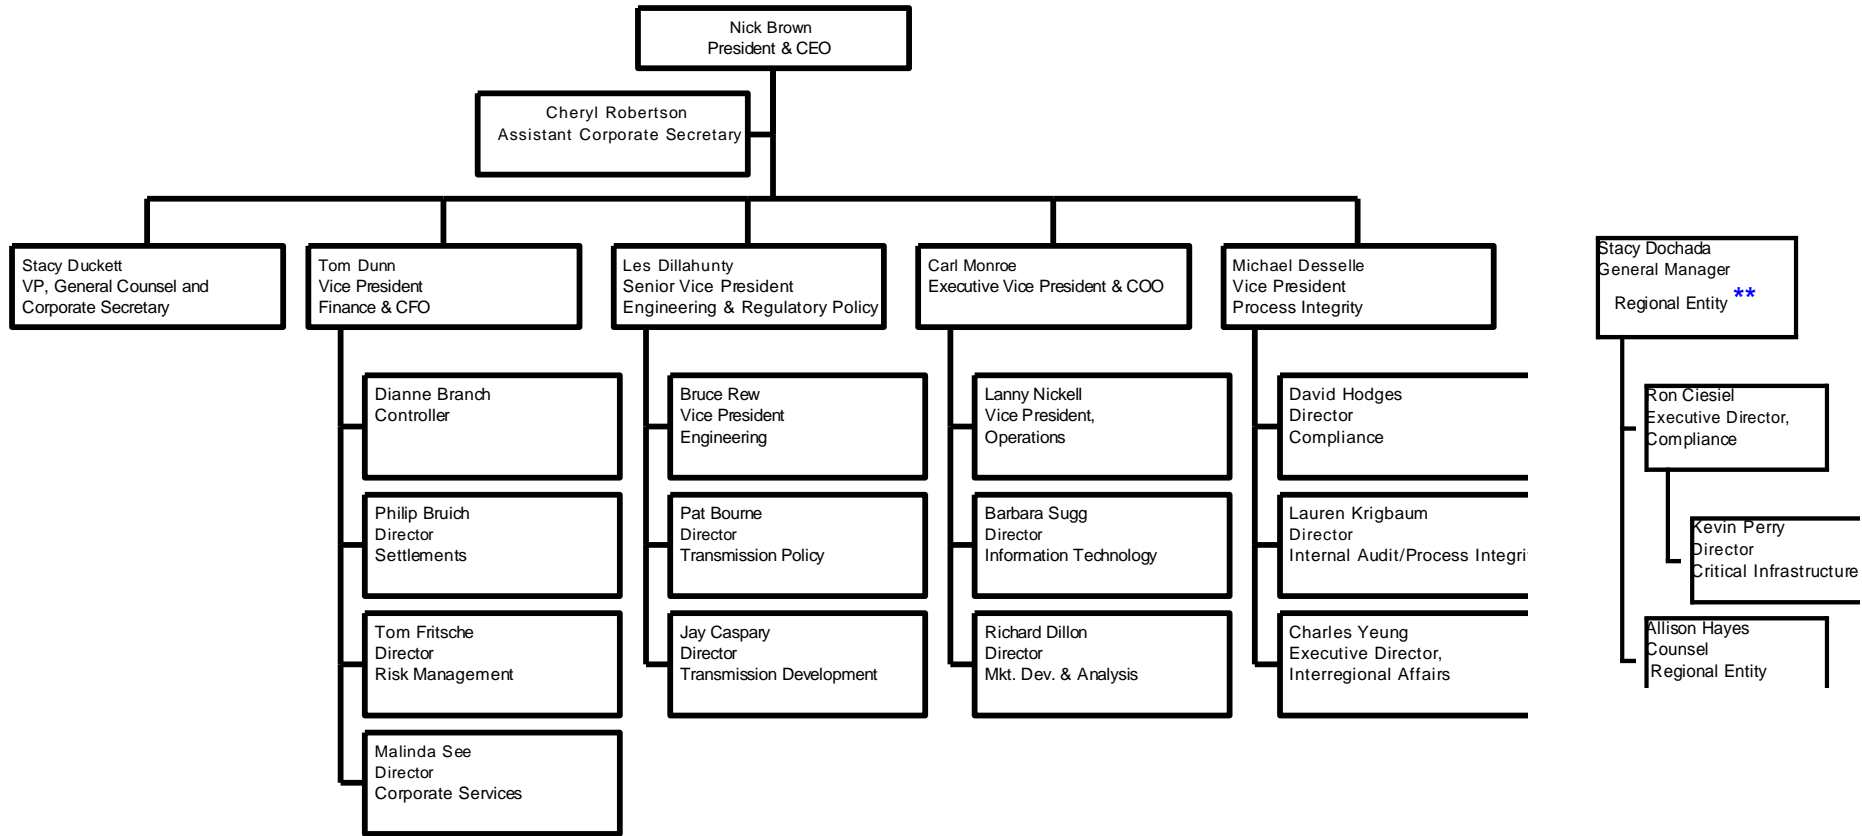 Nick Brown
President & CEO
Cheryl Robertson
Assistant Corporate Secretary
Stacy Duckett
VP, General Counsel and
Corporate Secretary
Tom Dunn
Vice President
Finance & CFO
Les Dillahunty
Senior Vice President
Engineering & Regulatory Policy
Carl Monroe
Executive Vice President & COO
Michael Desselle
Vice President
Process Integrity
Stacy Dochada
General Manager
Regional Entity **
Dianne Branch
Controller
Bruce Rew
Vice President
Engineering
Lanny Nickell
Vice President,
Operations
David Hodges
Director
Compliance
Ron Ciesiel
Executive Director,
Compliance
Philip Bruich
Director
Settlements
Pat Bourne
Director
Transmission Policy
Barbara Sugg
Director
Information Technology
Lauren Krigbaum
Director
Internal Audit/Process Integri
Kevin Perry
Director
Critical Infrastructure
Tom Fritsche
Director
Risk Management
Jay Caspary
Director
Transmission Development
Richard Dillon
Director
Mkt. Dev. & Analysis
Charles Yeung
Executive Director,
Interregional Affairs
Allison Hayes
Counsel
Regional Entity
Malinda See
Director
Corporate Services